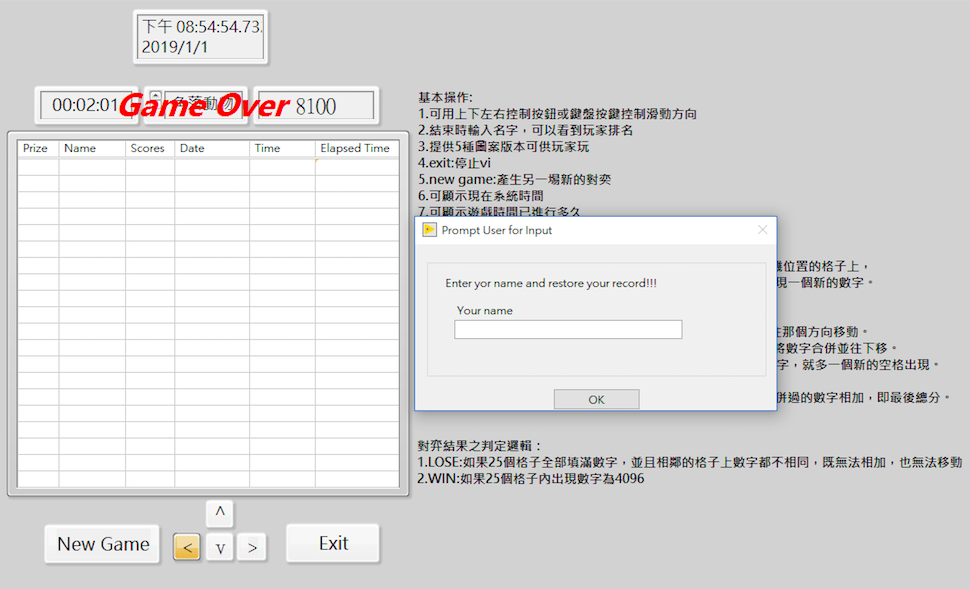 下午 08:54:54.73
2019/1/1
00:02:01
Game Over
8100
Prize Name Scores Date Time Elapsed Time
New Game
^
< v >
Exit
基本操作:
1.可用上下左右控制按鈕或鍵盤按鍵控制滑動方向
2.結束時輸入名字，可以看到玩家排名
3.提供5種圖案版本可供玩家玩
4.exit:停止vi
5.new game:產生另一場新的對奕
6.可顯示現在系統時間
7.可顯示遊戲時間已進行多久
Prompt User for Input
Enter yor name and restore your record!!!
Your name
OK
位置的格子上，
現一個新的數字。
那個方向移動。
將數字合併並往下移。
字，就多一個新的空格出現。
併過的數字相加，即最後總分。
對弈結果之判定邏輯：
1.LOSE:如果25個格子全部填滿數字，並且相鄰的格子上數字都不相同，既無法相加，也無法移動
2.WIN:如果25個格子內出現數字為4096